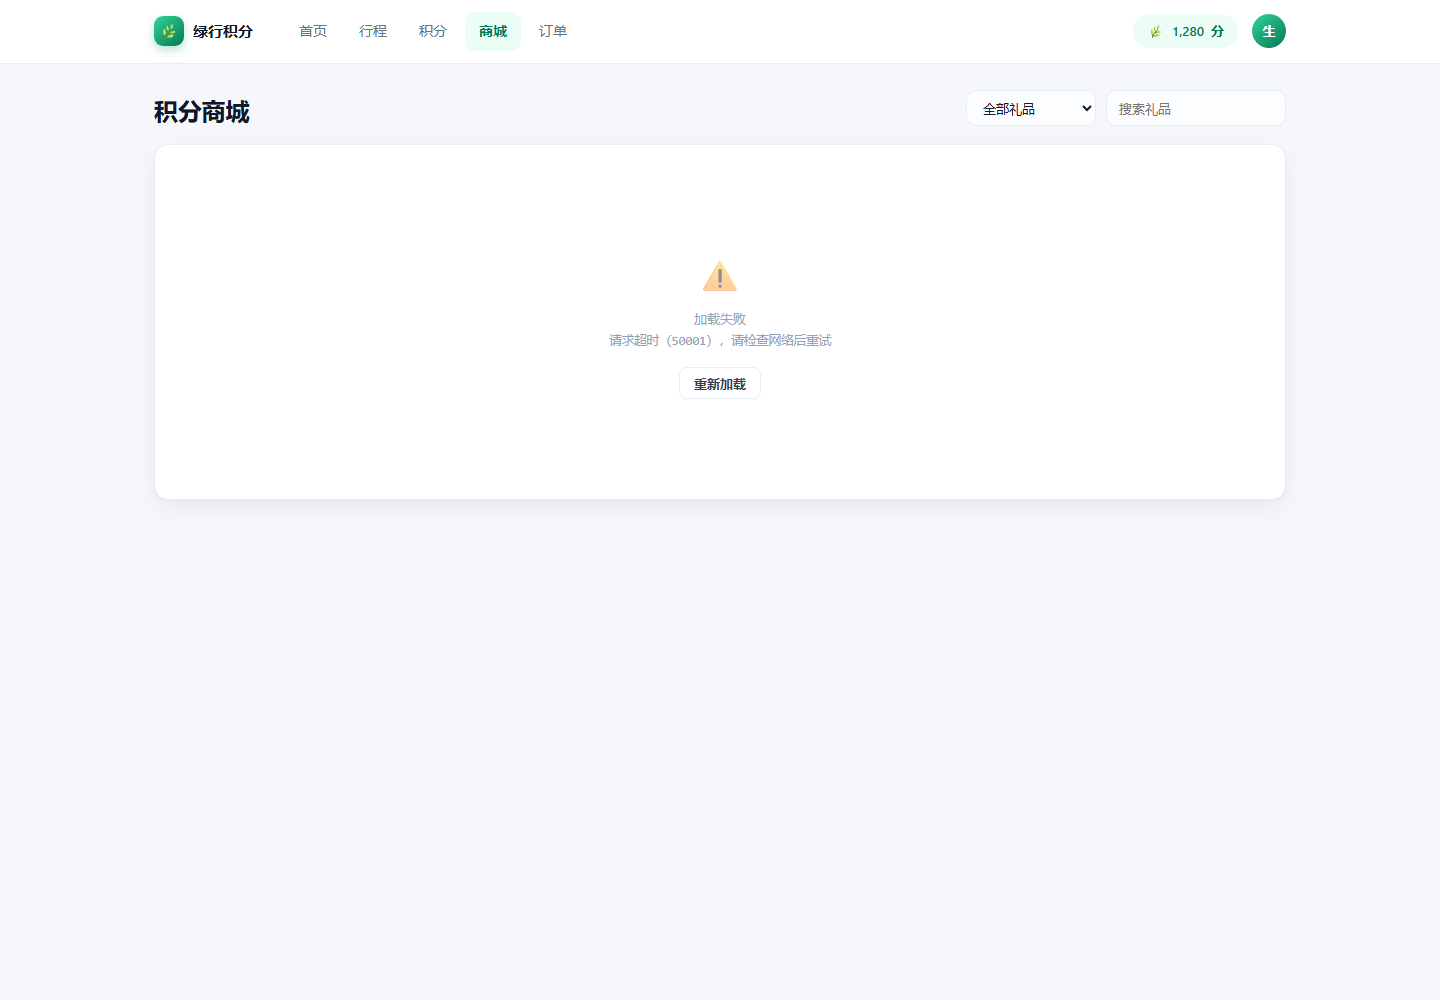 绿行积分 首页 行程 积分 商城 订单 1,280 分 生
积分商城 全部礼品 搜索礼品
加载失败
请求超时（50001），请检查网络后重试
重新加载